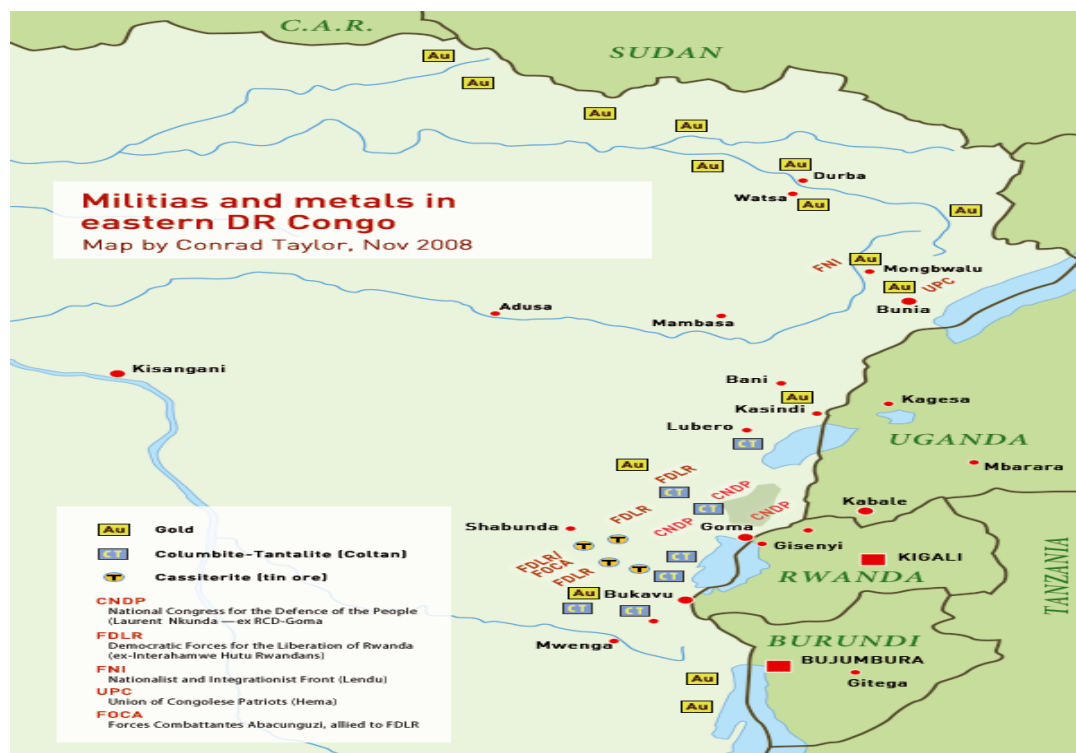 C.A.R.
SUDAN
Au
Au
Au
Au
Au
Au
Durba
Watsa
Au
Au
Militias and metals in
eastern DR Congo
Map by Conrad Taylor, Nov 2008
FNI
Au
Mongbwalu
Au
UPC
Bunia
Adusa
Mambasa
Kisangani
Bani
Au
Kasindi
Kagesa
Lubero
CT
UGANDA
Mbarara
Au
FDLR
CT
CNDP
CT
CNDP
Kabale
FDLR
CNDP
Goma
Shabunda
Gisenyi
KIGALI
RWANDA
TANZANIA
T
T
T
T
FDLR/
FOCA
FDLR
CT
CT
Au
Bukavu
CT
CT
Mwenga
BURUNDI
BUJUMBURA
Gitega
Au
Au
Au Gold
CT Columbite-Tantalite (Coltan)
T Cassiterite (tin ore)
CNDP
National Congress for the Defence of the People
(Laurent Nkunda — ex RCD-Goma
FDLR
Democratic Forces for the Liberation of Rwanda
(ex-Interahamwe Hutu Rwandans)
FNI
Nationalist and Integrationist Front (Lendu)
UPC
Union of Congolese Patriots (Hema)
FOCA
Forces Combattantes Abacunguzi, allied to FDLR